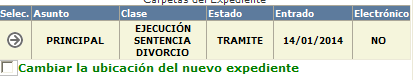 Carpetas del Expediente
Selec. Asunto Clase Estado Entrado Electrónico
PRINCIPAL EJECUCIÓN SENTENCIA DIVORCIO TRAMITE 14/01/2014 NO
Cambiar la ubicación del nuevo expediente